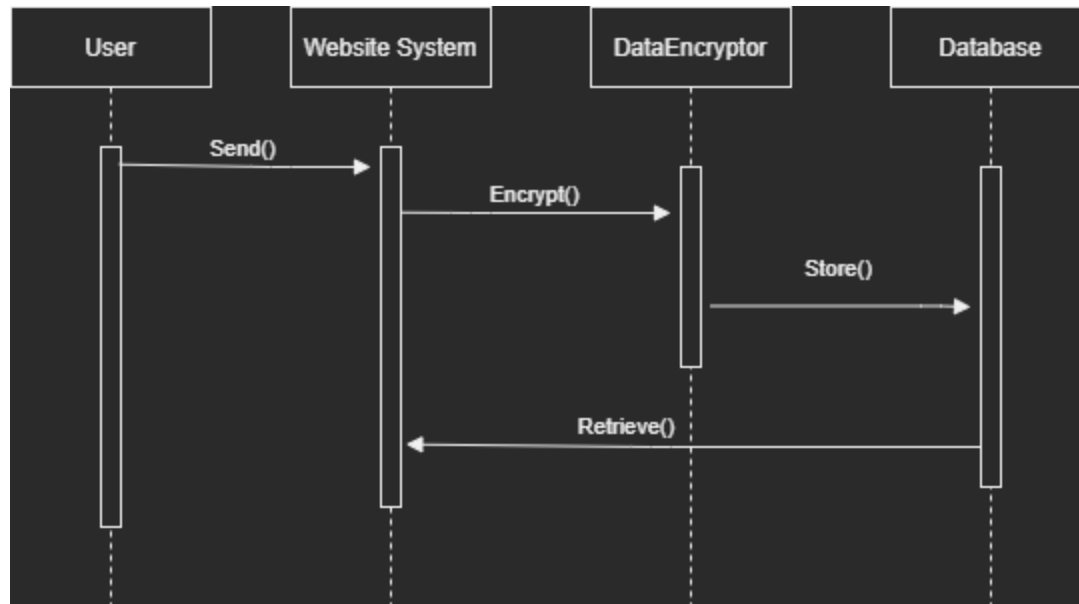 User
Website System
DataEncryptor
Database
Send()
Encrypt()
Store()
Retrieve()